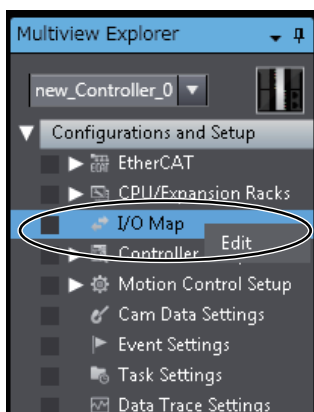 Multiview Explorer
new_Controller_0
Configurations and Setup
EtherCAT
CPU/Expansion Racks
I/O Map
Edit
Controller
Motion Control Setup
Cam Data Settings
Event Settings
Task Settings
Data Trace Settings